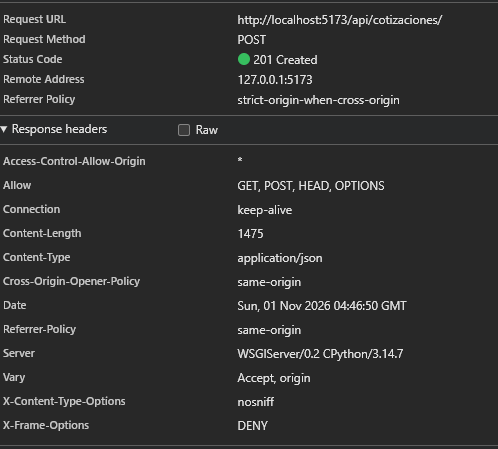 Request URL http://localhost:5173/api/cotizaciones/
Request Method POST
Status Code 201 Created
Remote Address 127.0.0.1:5173
Referrer Policy strict-origin-when-cross-origin
Response headers Raw
Access-Control-Allow-Origin *
Allow GET, POST, HEAD, OPTIONS
Connection keep-alive
Content-Length 1475
Content-Type application/json
Cross-Origin-Opener-Policy same-origin
Date Sun, 01 Nov 2026 04:46:50 GMT
Referrer-Policy same-origin
Server WSGIServer/0.2 CPython/3.14.7
Vary Accept, origin
X-Content-Type-Options nosniff
X-Frame-Options DENY